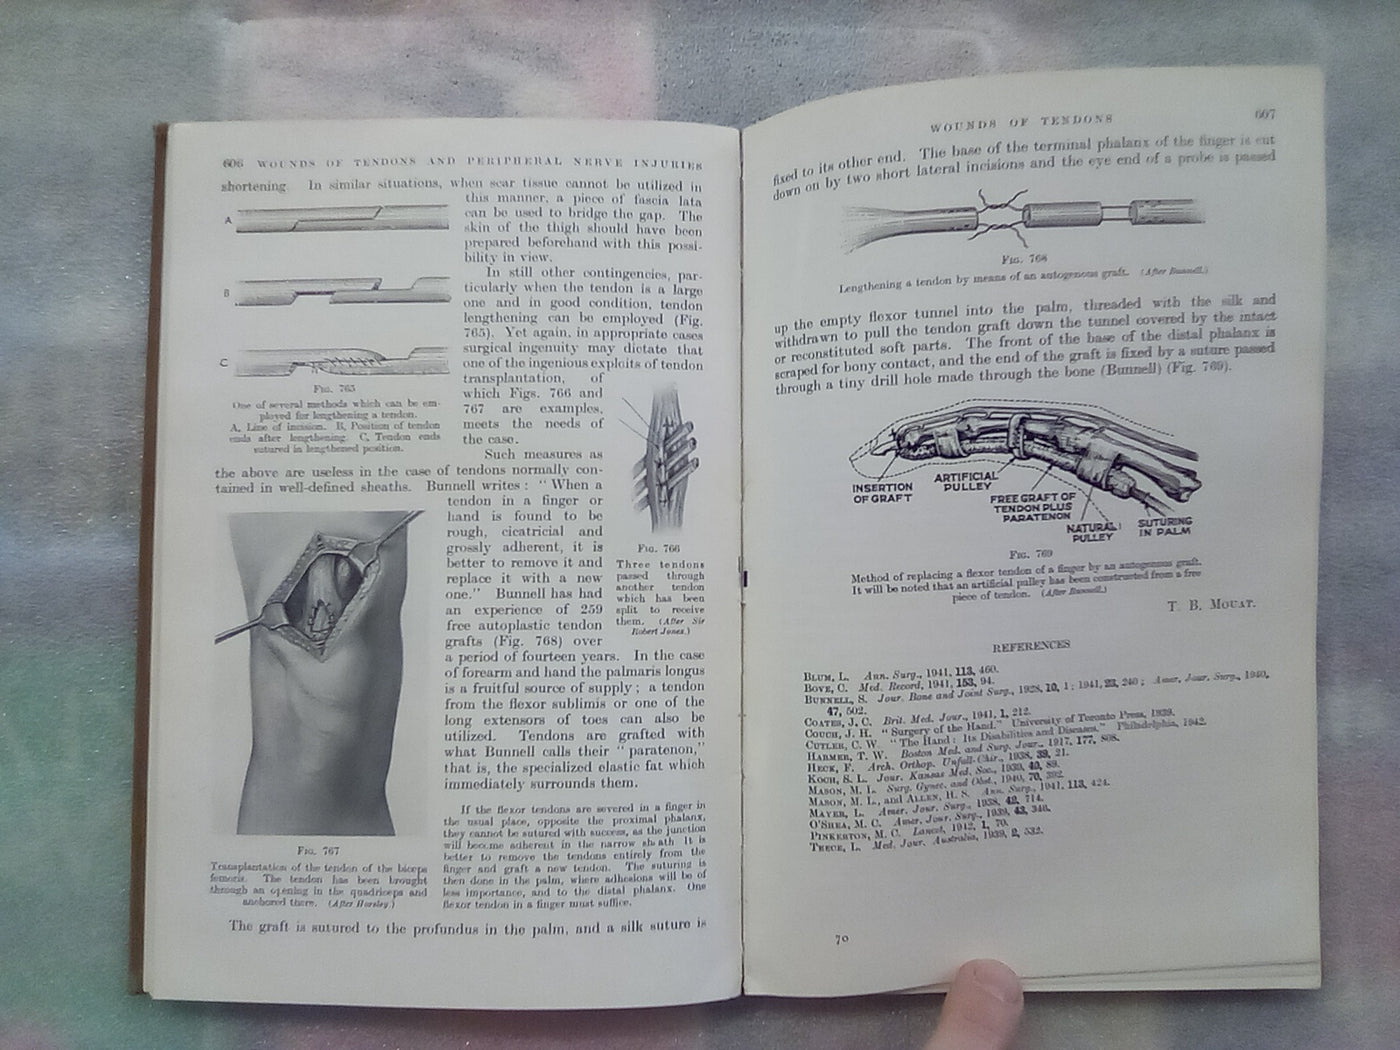 606 WOUNDS OF TENDONS AND PERIPHERAL NERVE INJURIES
shortening. In similar situations, when scar tissue cannot be utilized in
this manner, a piece of fascia lata
can be used to bridge the gap. The
skin of the thigh should have been
prepared beforehand with this possi-
bility in view.
In still other contingencies, par-
ticularly when the tendon is a large
one and in good condition, tendon
lengthening can be employed (Fig.
765). Yet again, in appropriate cases
surgical ingenuity may dictate that
one of the ingenious exploits of tendon
transplantation, of
which Figs. 766 and
767 are examples,
meets the needs of
the case.
A
B
C
Fig. 765
One of several methods which can be em-
ployed for lengthening a tendon.
A, Line of incision. B, Position of tendon
ends after lengthening. C, Tendon ends
sutured in lengthened position.
Such measures as
the above are useless in the case of tendons normally con-
tained in well-defined sheaths. Bunnell writes: "When a
tendon in a finger or
hand is found to be
rough, cicatricial and
grossly adherent, it is
better to remove it and
replace it with a new
one." Bunnell has had
an experience of 259
free autoplastic tendon
grafts (Fig. 768) over
a period of fourteen years. In the case
of forearm and hand the palmaris longus
is a fruitful source of supply; a tendon
from the flexor sublimis or one of the
long extensors of toes can also be
utilized. Tendons are grafted with
what Bunnell calls their "paratenon,"
that is, the specialized elastic fat which
immediately surrounds them.
Fig. 766
Three tendons
passed through
another tendon
which has been
split to receive
them. (After Sir
Robert Jones.)
Fig. 767
Transplantation of the tendon of the biceps
femoris. The tendon has been brought
through an opening in the quadriceps and
anchored there. (After Horsley.)
If the flexor tendons are severed in a finger in
the usual place, opposite the proximal phalanx,
they cannot be sutured with success, as the junction
will become adherent in the narrow sheath. It is
better to remove the tendons entirely from the
finger and graft a new tendon. The suturing is
then done in the palm, where adhesions will be of
less importance, and to the distal phalanx. One
flexor tendon in a finger must suffice.
The graft is sutured to the profundus in the palm, and a silk suture is
WOUNDS OF TENDONS 607
fixed to its other end. The base of the terminal phalanx of the finger is cut
down on by two short lateral incisions and the eye end of a probe is passed
Fig. 768
Lengthening a tendon by means of an autogenous graft. (After Bunnell.)
up the empty flexor tunnel into the palm, threaded with the silk and
withdrawn to pull the tendon graft down the tunnel covered by the intact
or reconstituted soft parts. The front of the base of the distal phalanx is
scraped for bony contact, and the end of the graft is fixed by a suture passed
through a tiny drill hole made through the bone (Bunnell) (Fig. 769).
INSERTION
OF GRAFT
ARTIFICIAL
PULLEY
FREE GRAFT OF
TENDON PLUS
PARATENON
NATURAL
PULLEY
SUTURING
IN PALM
Fig. 769
Method of replacing a flexor tendon of a finger by an autogenous graft.
It will be noted that an artificial pulley has been constructed from a free
piece of tendon. (After Bunnell.)
T. B. Mouat.
REFERENCES
Blum, L. Ann. Surg., 1941, 113, 460.
Bove, C. Med. Record, 1941, 153, 94.
Bunnell, S. Jour. Bone and Joint Surg., 1928, 10, 1; 1941, 23, 240; Amer. Jour. Surg., 1940,
47, 502.
Coates, J. C. Brit. Med. Jour., 1941, 1, 212.
Couch, J. H. "Surgery of the Hand." University of Toronto Press, 1939.
Cutler, C. W. "The Hand: Its Disabilities and Diseases." Philadelphia, 1942.
Harmer, T. W. Boston Med. and Surg. Jour., 1917, 177, 808.
Heck, F. Arch. Orthop. Unfall-Chir., 1938, 39, 21.
Koch, S. L. Jour. Kansas Med. Soc., 1939, 40, 89.
Mason, M. L. Surg. Gynec. and Obst., 1940, 70, 392.
Mason, M. L., and Allen, H. S. Ann. Surg., 1941, 113, 424.
Mayer, L. Amer. Jour. Surg., 1938, 42, 714.
O'Shea, M. C. Amer. Jour. Surg., 1939, 43, 346.
Pinkerton, M. C. Lancet, 1942, 1, 70.
Treece, L. Med. Jour. Australia, 1939, 2, 532.
70